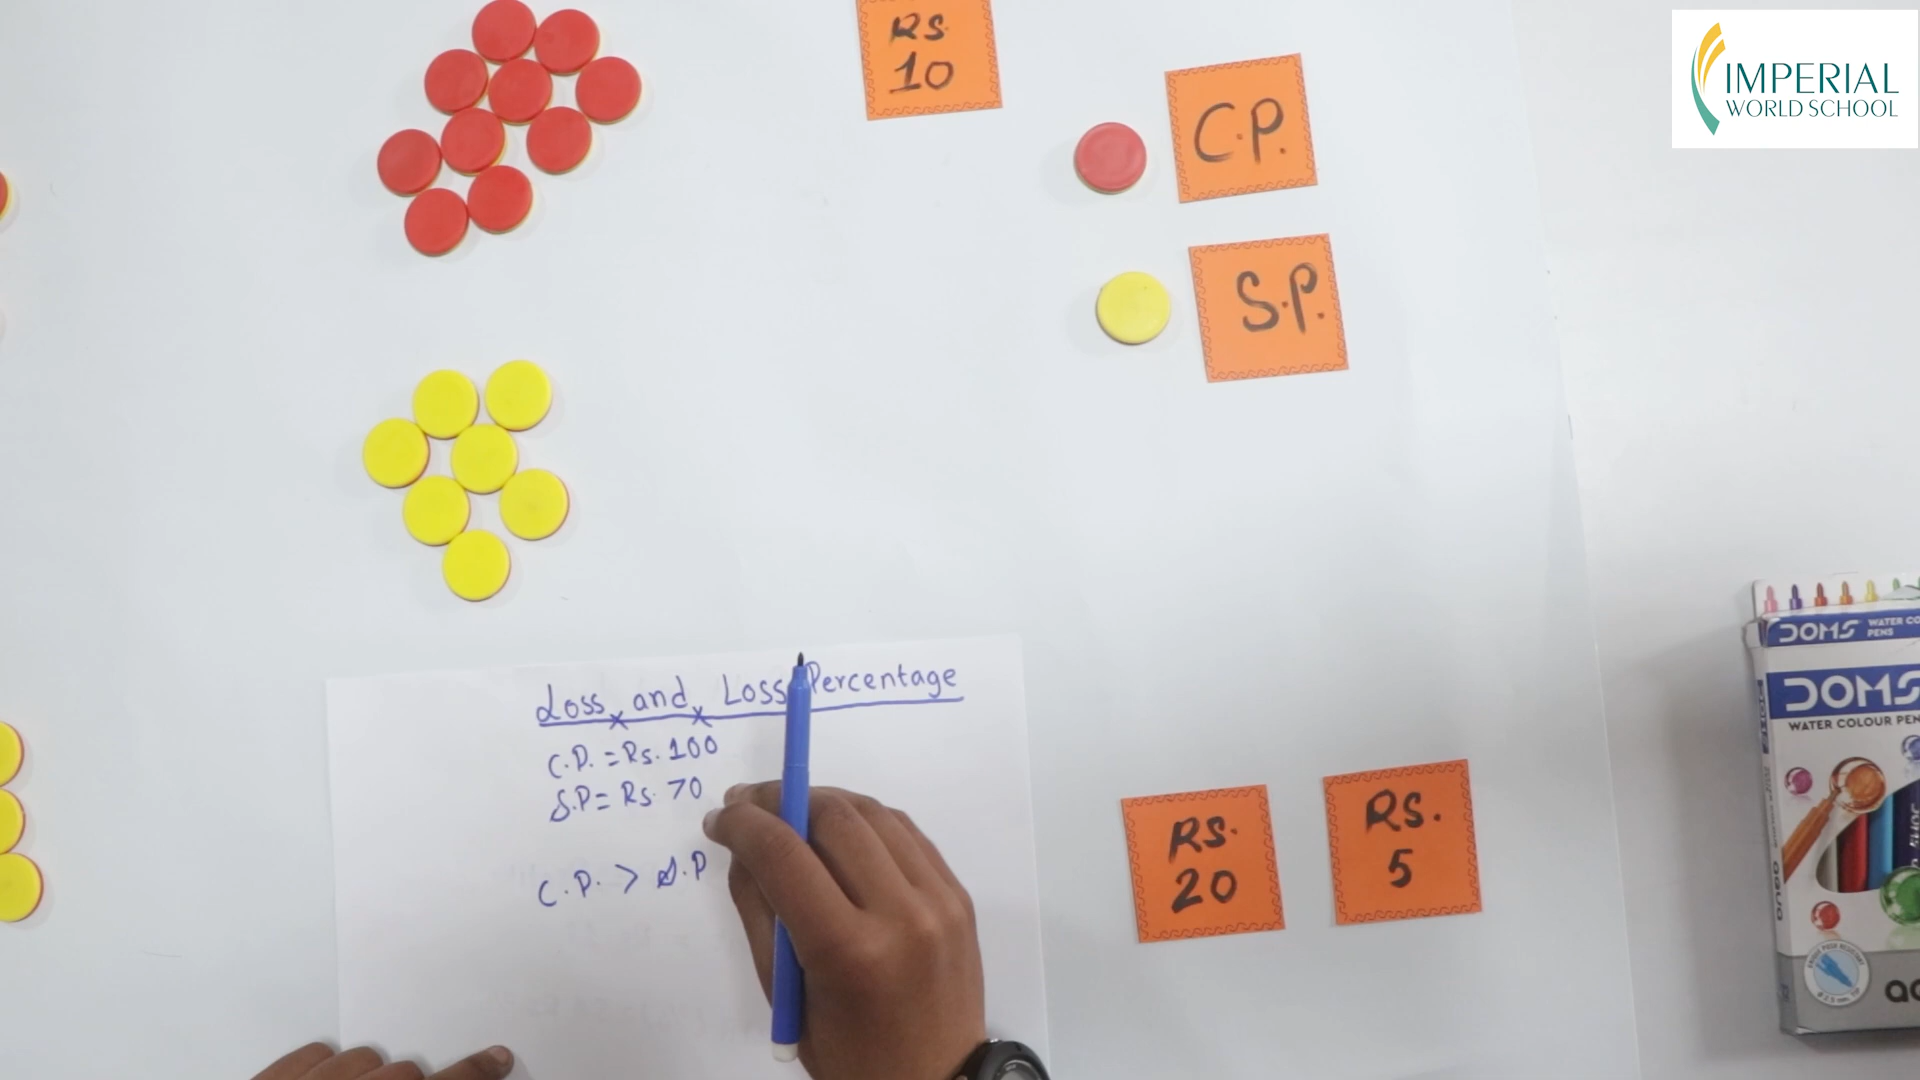 RS.
10
C.P.
S.P.
IMPERIAL
WORLD SCHOOL
Loss and Loss Percentage
C.P. = Rs. 100
S.P = Rs. 70
C.P. > S.P
RS.
20
RS.
5
DOMS
WATER CO
PENS
DOMS
WATER COLOUR PEN